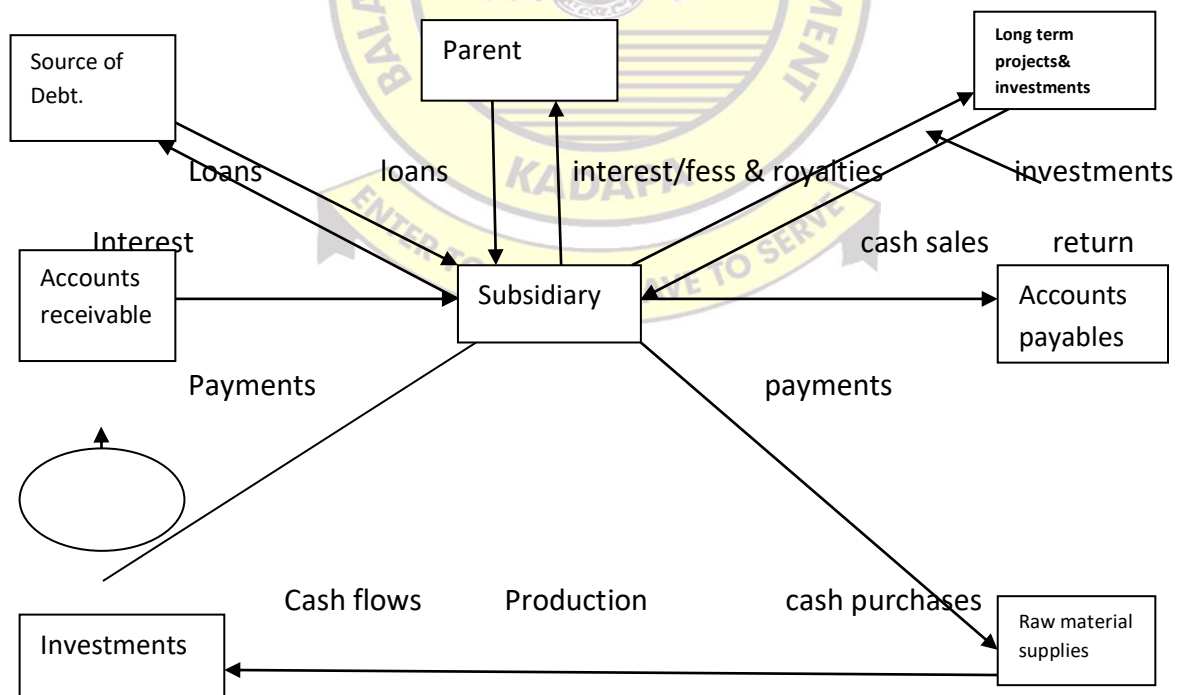 Source of
Debt.
Parent
Long term
projects&
investments
Loans loans interest/fess & royalties investments
Interest cash sales return
Accounts
receivable
Subsidiary
Accounts
payables
Payments payments
Cash flows Production cash purchases
Investments
Raw material
supplies
KADAPA